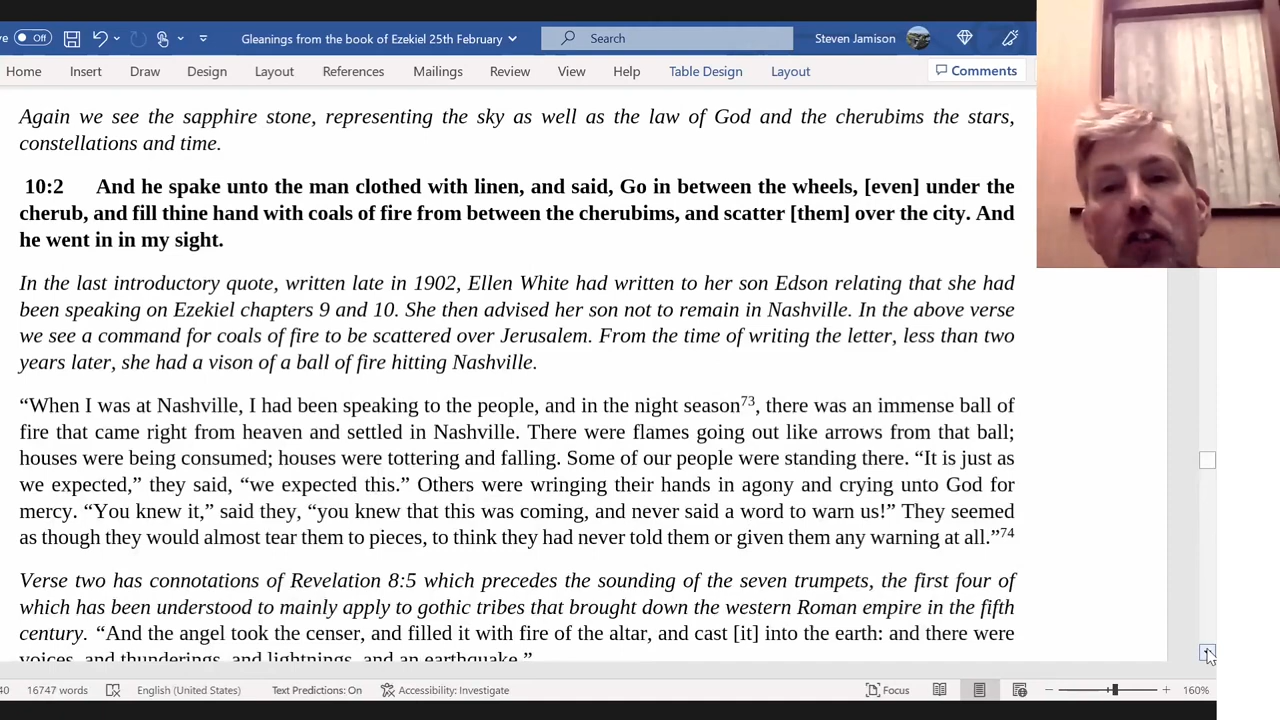 ve Off Gleanings from the book of Ezekiel 25th February Search Steven Jamison
Home Insert Draw Design Layout References Mailings Review View Help Table Design Layout Comments
Again we see the sapphire stone, representing the sky as well as the law of God and the cherubims the stars,
constellations and time.
10:2 And he spake unto the man clothed with linen, and said, Go in between the wheels, [even] under the
cherub, and fill thine hand with coals of fire from between the cherubims, and scatter [them] over the city. And
he went in in my sight.
In the last introductory quote, written late in 1902, Ellen White had written to her son Edson relating that she had
been speaking on Ezekiel chapters 9 and 10. She then advised her son not to remain in Nashville. In the above verse
we see a command for coals of fire to be scattered over Jerusalem. From the time of writing the letter, less than two
years later, she had a vison of a ball of fire hitting Nashville.
“When I was at Nashville, I had been speaking to the people, and in the night season73, there was an immense ball of
fire that came right from heaven and settled in Nashville. There were flames going out like arrows from that ball;
houses were being consumed; houses were tottering and falling. Some of our people were standing there. “It is just as
we expected,” they said, “we expected this.” Others were wringing their hands in agony and crying unto God for
mercy. “You knew it,” said they, “you knew that this was coming, and never said a word to warn us!” They seemed
as though they would almost tear them to pieces, to think they had never told them or given them any warning at all.”74
Verse two has connotations of Revelation 8:5 which precedes the sounding of the seven trumpets, the first four of
which has been understood to mainly apply to gothic tribes that brought down the western Roman empire in the fifth
century. “And the angel took the censer, and filled it with fire of the altar, and cast [it] into the earth: and there were
voices, and thunderings, and lightnings, and an earthquake.”
40 16747 words English (United States) Text Predictions: On Accessibility: Investigate Focus 160%